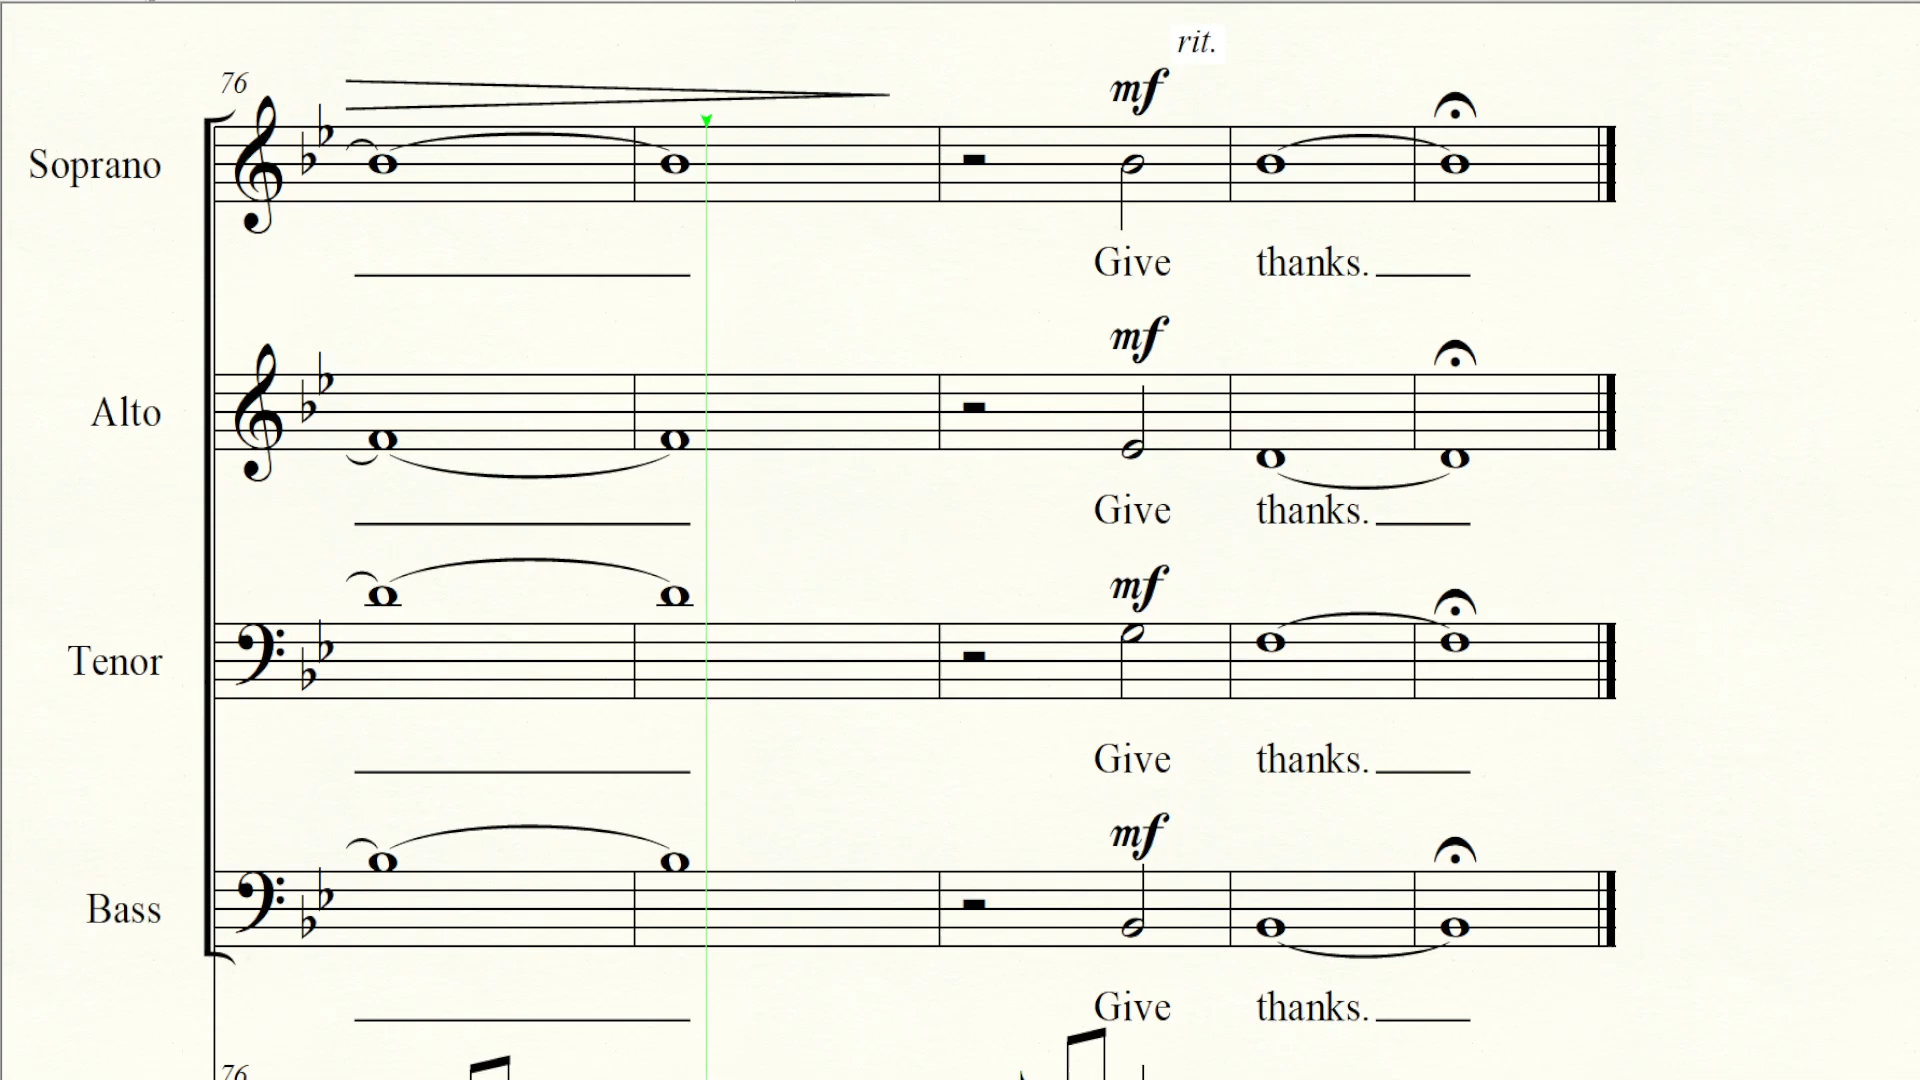 rit.
76
mf
Soprano
Give thanks.
mf
Alto
Give thanks.
mf
Tenor
Give thanks.
mf
Bass
Give thanks.
76